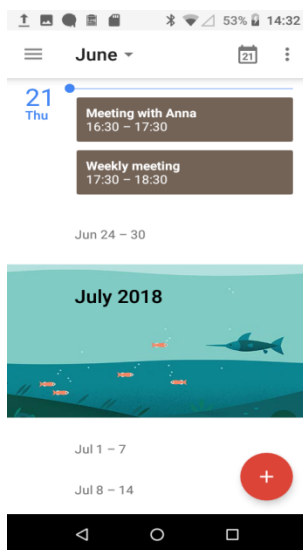 53% 14:32
June
21
21
Thu
Meeting with Anna
16:30 – 17:30
Weekly meeting
17:30 – 18:30
Jun 24 – 30
July 2018
Jul 1 – 7
Jul 8 – 14
+